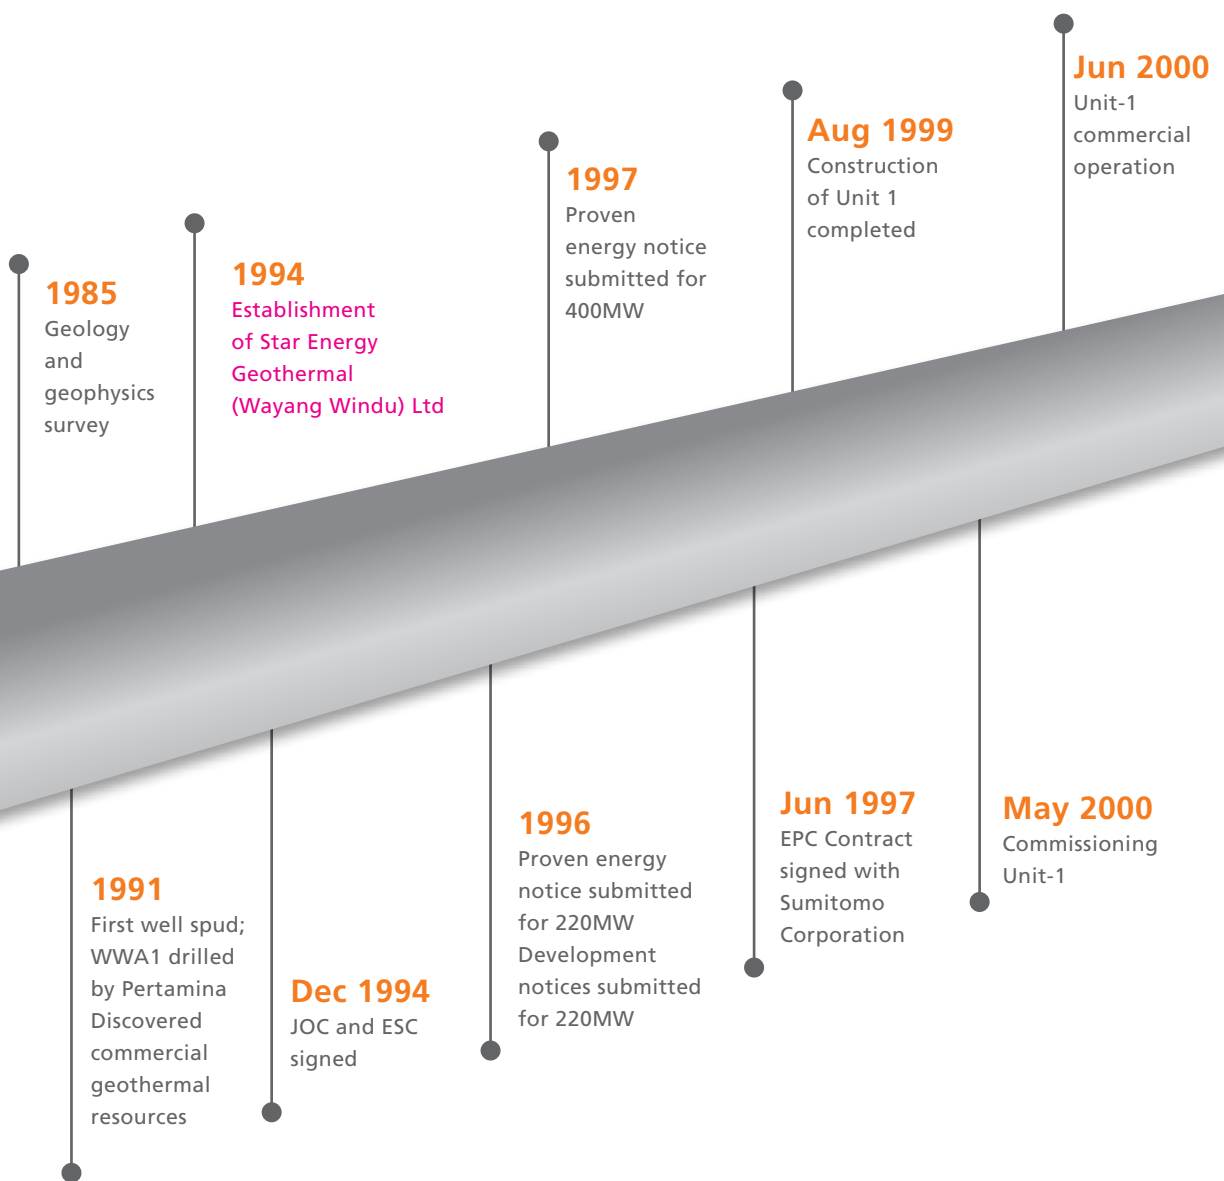 1985
Geology
and
geophysics
survey
1991
First well spud;
WWA1 drilled
by Pertamina
Discovered
commercial
geothermal
resources
1994
Establishment
of Star Energy
Geothermal
(Wayang Windu) Ltd
Dec 1994
JOC and ESC
signed
1996
Proven energy
notice submitted
for 220MW
Development
notices submitted
for 220MW
1997
Proven
energy notice
submitted for
400MW
Jun 1997
EPC Contract
signed with
Sumitomo
Corporation
Aug 1999
Construction
of Unit 1
completed
May 2000
Commissioning
Unit-1
Jun 2000
Unit-1
commercial
operation